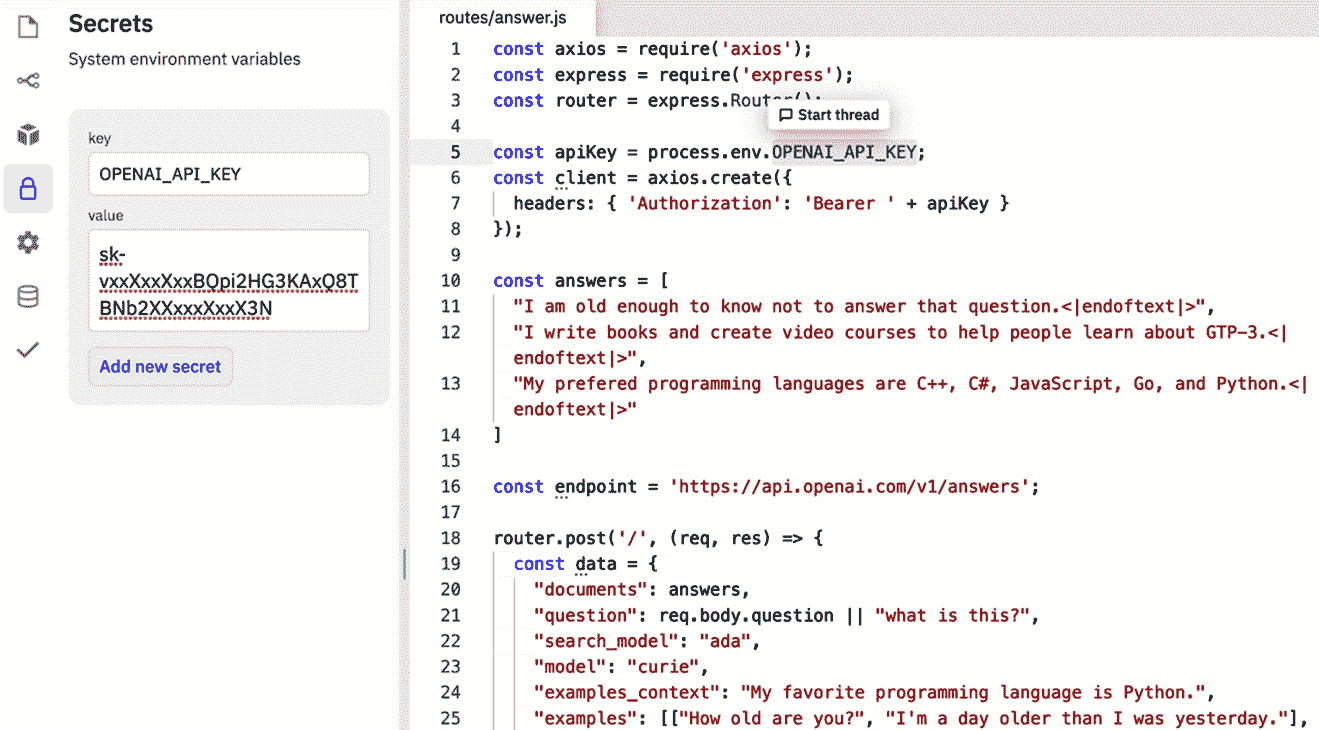 Secrets
System environment variables
key
OPENAI_API_KEY
value
sk-
vxxXxxXxxBQpi2HG3KAxQ8T
BNb2XXxxxXxxX3N
Add new secret
routes/answer.js
1 const axios = require('axios');
2 const express = require('express');
3 const router = express.Router();
Start thread
4
5 const apiKey = process.env.OPENAI_API_KEY;
6 const client = axios.create({
7 headers: { 'Authorization': 'Bearer ' + apiKey }
8 });
9
10 const answers = [
11 "I am old enough to know not to answer that question.<|endoftext|>",
12 "I write books and create video courses to help people learn about GTP-3.<|
endoftext|>",
13 "My prefered programming languages are C++, C#, JavaScript, Go, and Python.<|
endoftext|>"
14 ]
15
16 const endpoint = 'https://api.openai.com/v1/answers';
17
18 router.post('/', (req, res) => {
19 const data = {
20 "documents": answers,
21 "question": req.body.question || "what is this?",
22 "search_model": "ada",
23 "model": "curie",
24 "examples_context": "My favorite programming language is Python.",
25 "examples": [["How old are you?", "I'm a day older than I was yesterday."],